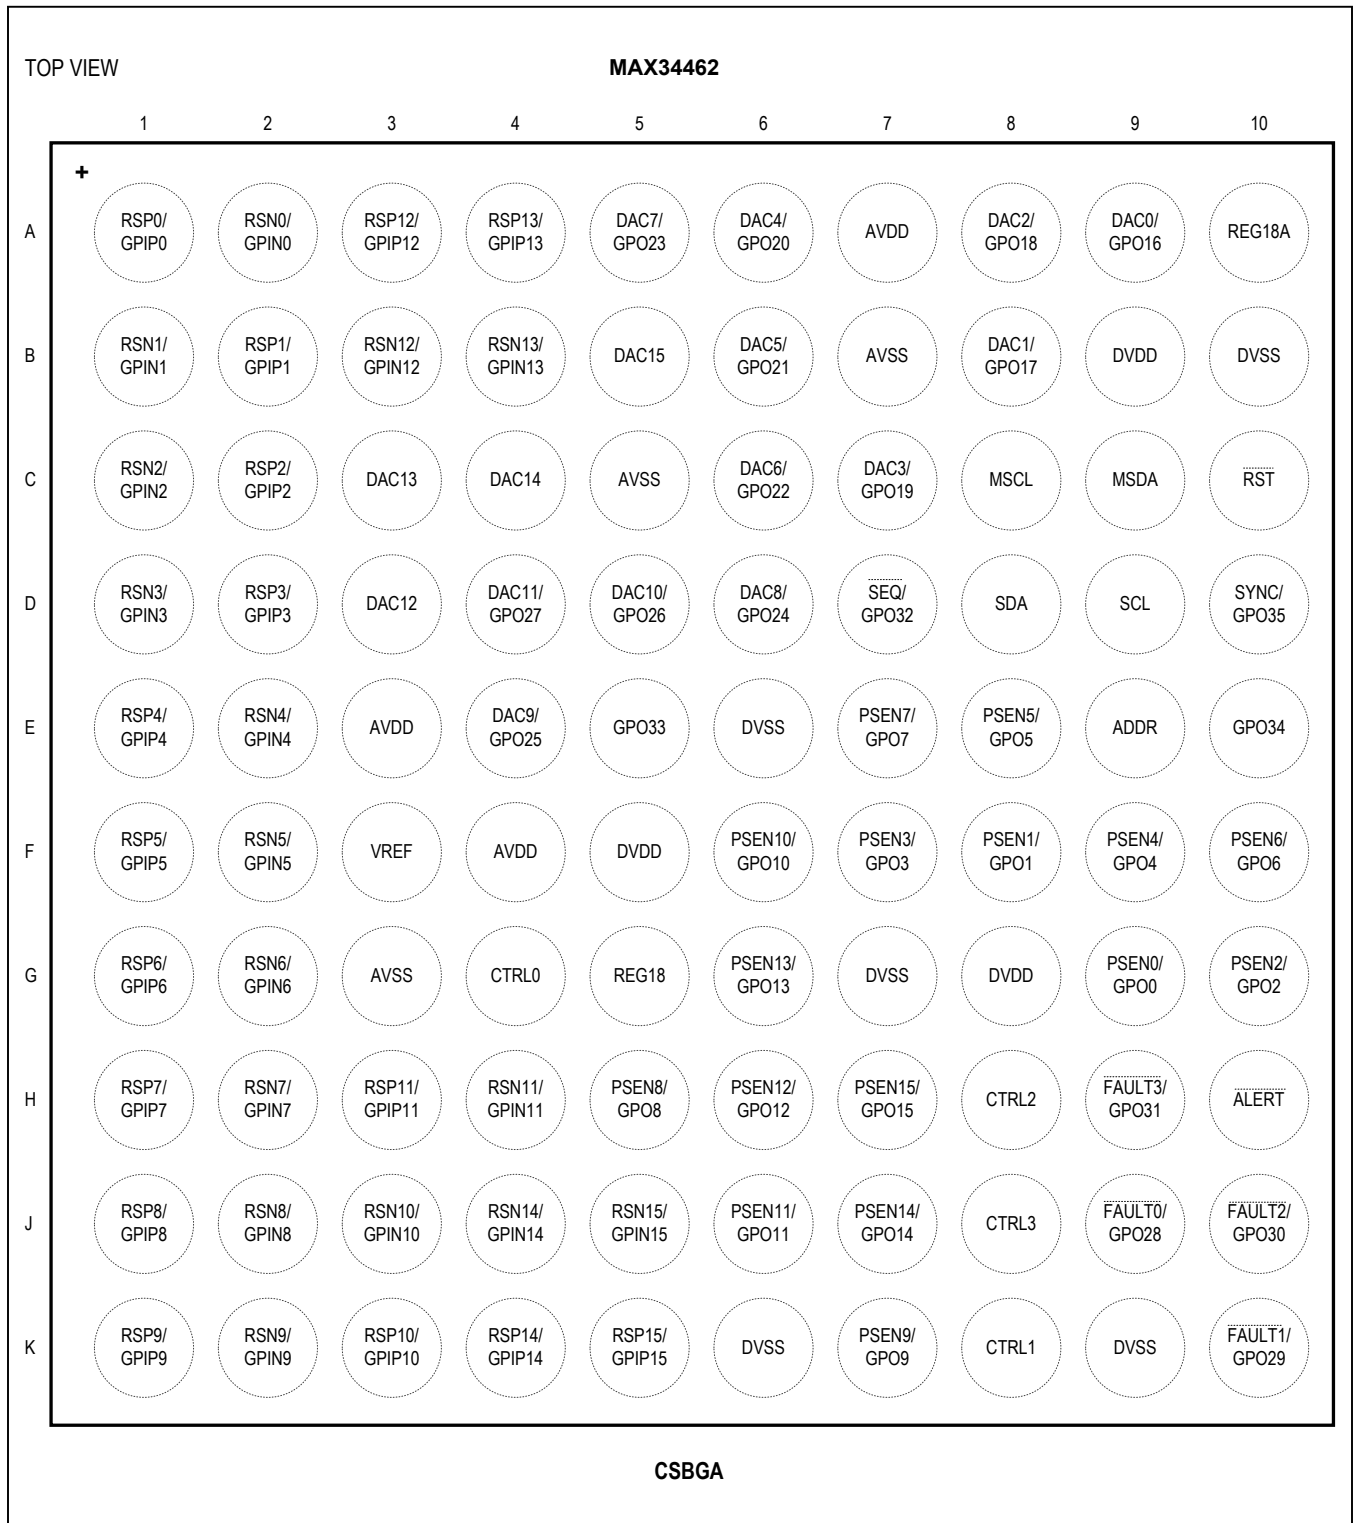 TOP VIEW
MAX34462
1 2 3 4 5 6 7 8 9 10
+
A
RSP0/ GPIP0
RSN0/ GPIN0
RSP12/ GPIP12
RSP13/ GPIP13
DAC7/ GPO23
DAC4/ GPO20
AVDD
DAC2/ GPO18
DAC0/ GPO16
REG18A
B
RSN1/ GPIN1
RSP1/ GPIP1
RSN12/ GPIN12
RSN13/ GPIN13
DAC15
DAC5/ GPO21
AVSS
DAC1/ GPO17
DVDD
DVSS
C
RSN2/ GPIN2
RSP2/ GPIP2
DAC13
DAC14
AVSS
DAC6/ GPO22
DAC3/ GPO19
MSCL
MSDA
RST
D
RSN3/ GPIN3
RSP3/ GPIP3
DAC12
DAC11/ GPO27
DAC10/ GPO26
DAC8/ GPO24
SEQ/ GPO32
SDA
SCL
SYNC/ GPO35
E
RSP4/ GPIP4
RSN4/ GPIN4
AVDD
DAC9/ GPO25
GPO33
DVSS
PSEN7/ GPO7
PSEN5/ GPO5
ADDR
GPO34
F
RSP5/ GPIP5
RSN5/ GPIN5
VREF
AVDD
DVDD
PSEN10/ GPO10
PSEN3/ GPO3
PSEN1/ GPO1
PSEN4/ GPO4
PSEN6/ GPO6
G
RSP6/ GPIP6
RSN6/ GPIN6
AVSS
CTRL0
REG18
PSEN13/ GPO13
DVSS
DVDD
PSEN0/ GPO0
PSEN2/ GPO2
H
RSP7/ GPIP7
RSN7/ GPIN7
RSP11/ GPIP11
RSN11/ GPIN11
PSEN8/ GPO8
PSEN12/ GPO12
PSEN15/ GPO15
CTRL2
FAULT3/ GPO31
ALERT
J
RSP8/ GPIP8
RSN8/ GPIN8
RSN10/ GPIN10
RSN14/ GPIN14
RSN15/ GPIN15
PSEN11/ GPO11
PSEN14/ GPO14
CTRL3
FAULT0/ GPO28
FAULT2/ GPO30
K
RSP9/ GPIP9
RSN9/ GPIN9
RSP10/ GPIP10
RSP14/ GPIP14
RSP15/ GPIP15
DVSS
PSEN9/ GPO9
CTRL1
DVSS
FAULT1/ GPO29
CSBGA